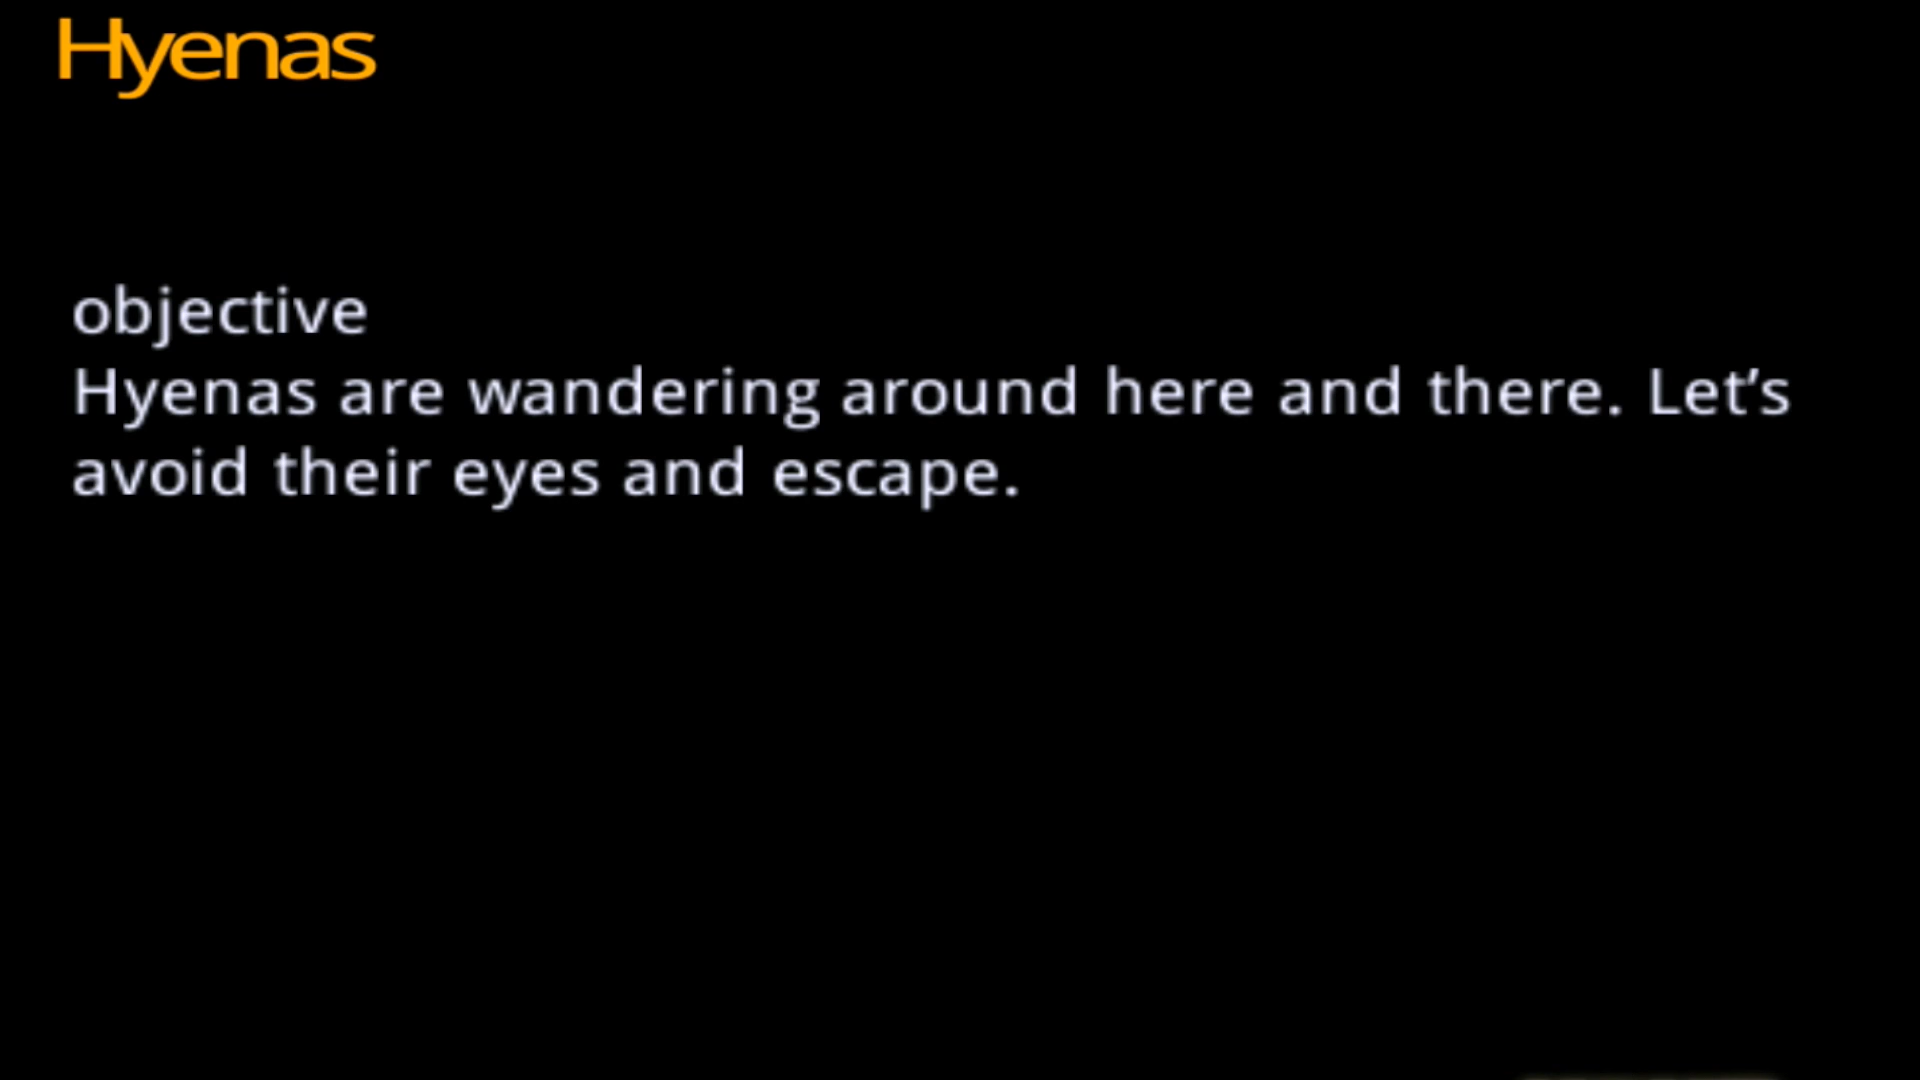 Hyenas
objective
Hyenas are wandering around here and there. Let’s
avoid their eyes and escape.